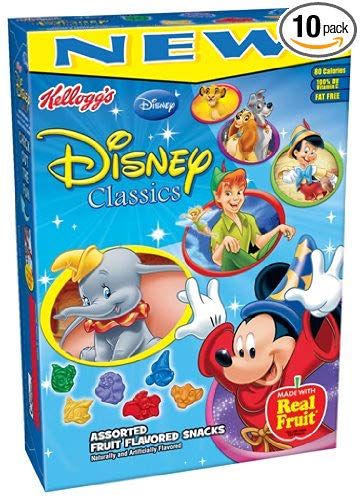 10
pack
NEW
Kellogg's
Disney
DISNEY
Classics
80 Calories
100% DV
Vitamin C
FAT FREE
MADE WITH
Real
Fruit
ASSORTED
FRUIT FLAVORED SNACKS
Naturally and Artificially Flavored